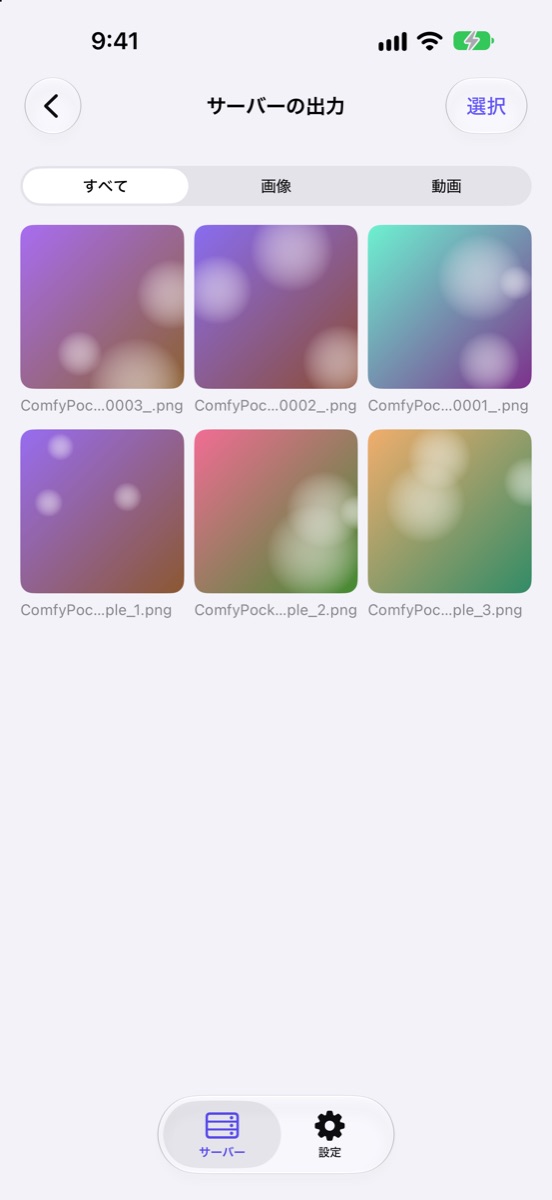 9:41
サーバーの出力
選択
すべて
画像
動画
ComfyPoc...0003_.png
ComfyPoc...0002_.png
ComfyPoc...0001_.png
ComfyPoc...ple_1.png
ComfyPock...ple_2.png
ComfyPoc...ple_3.png
サーバー
設定